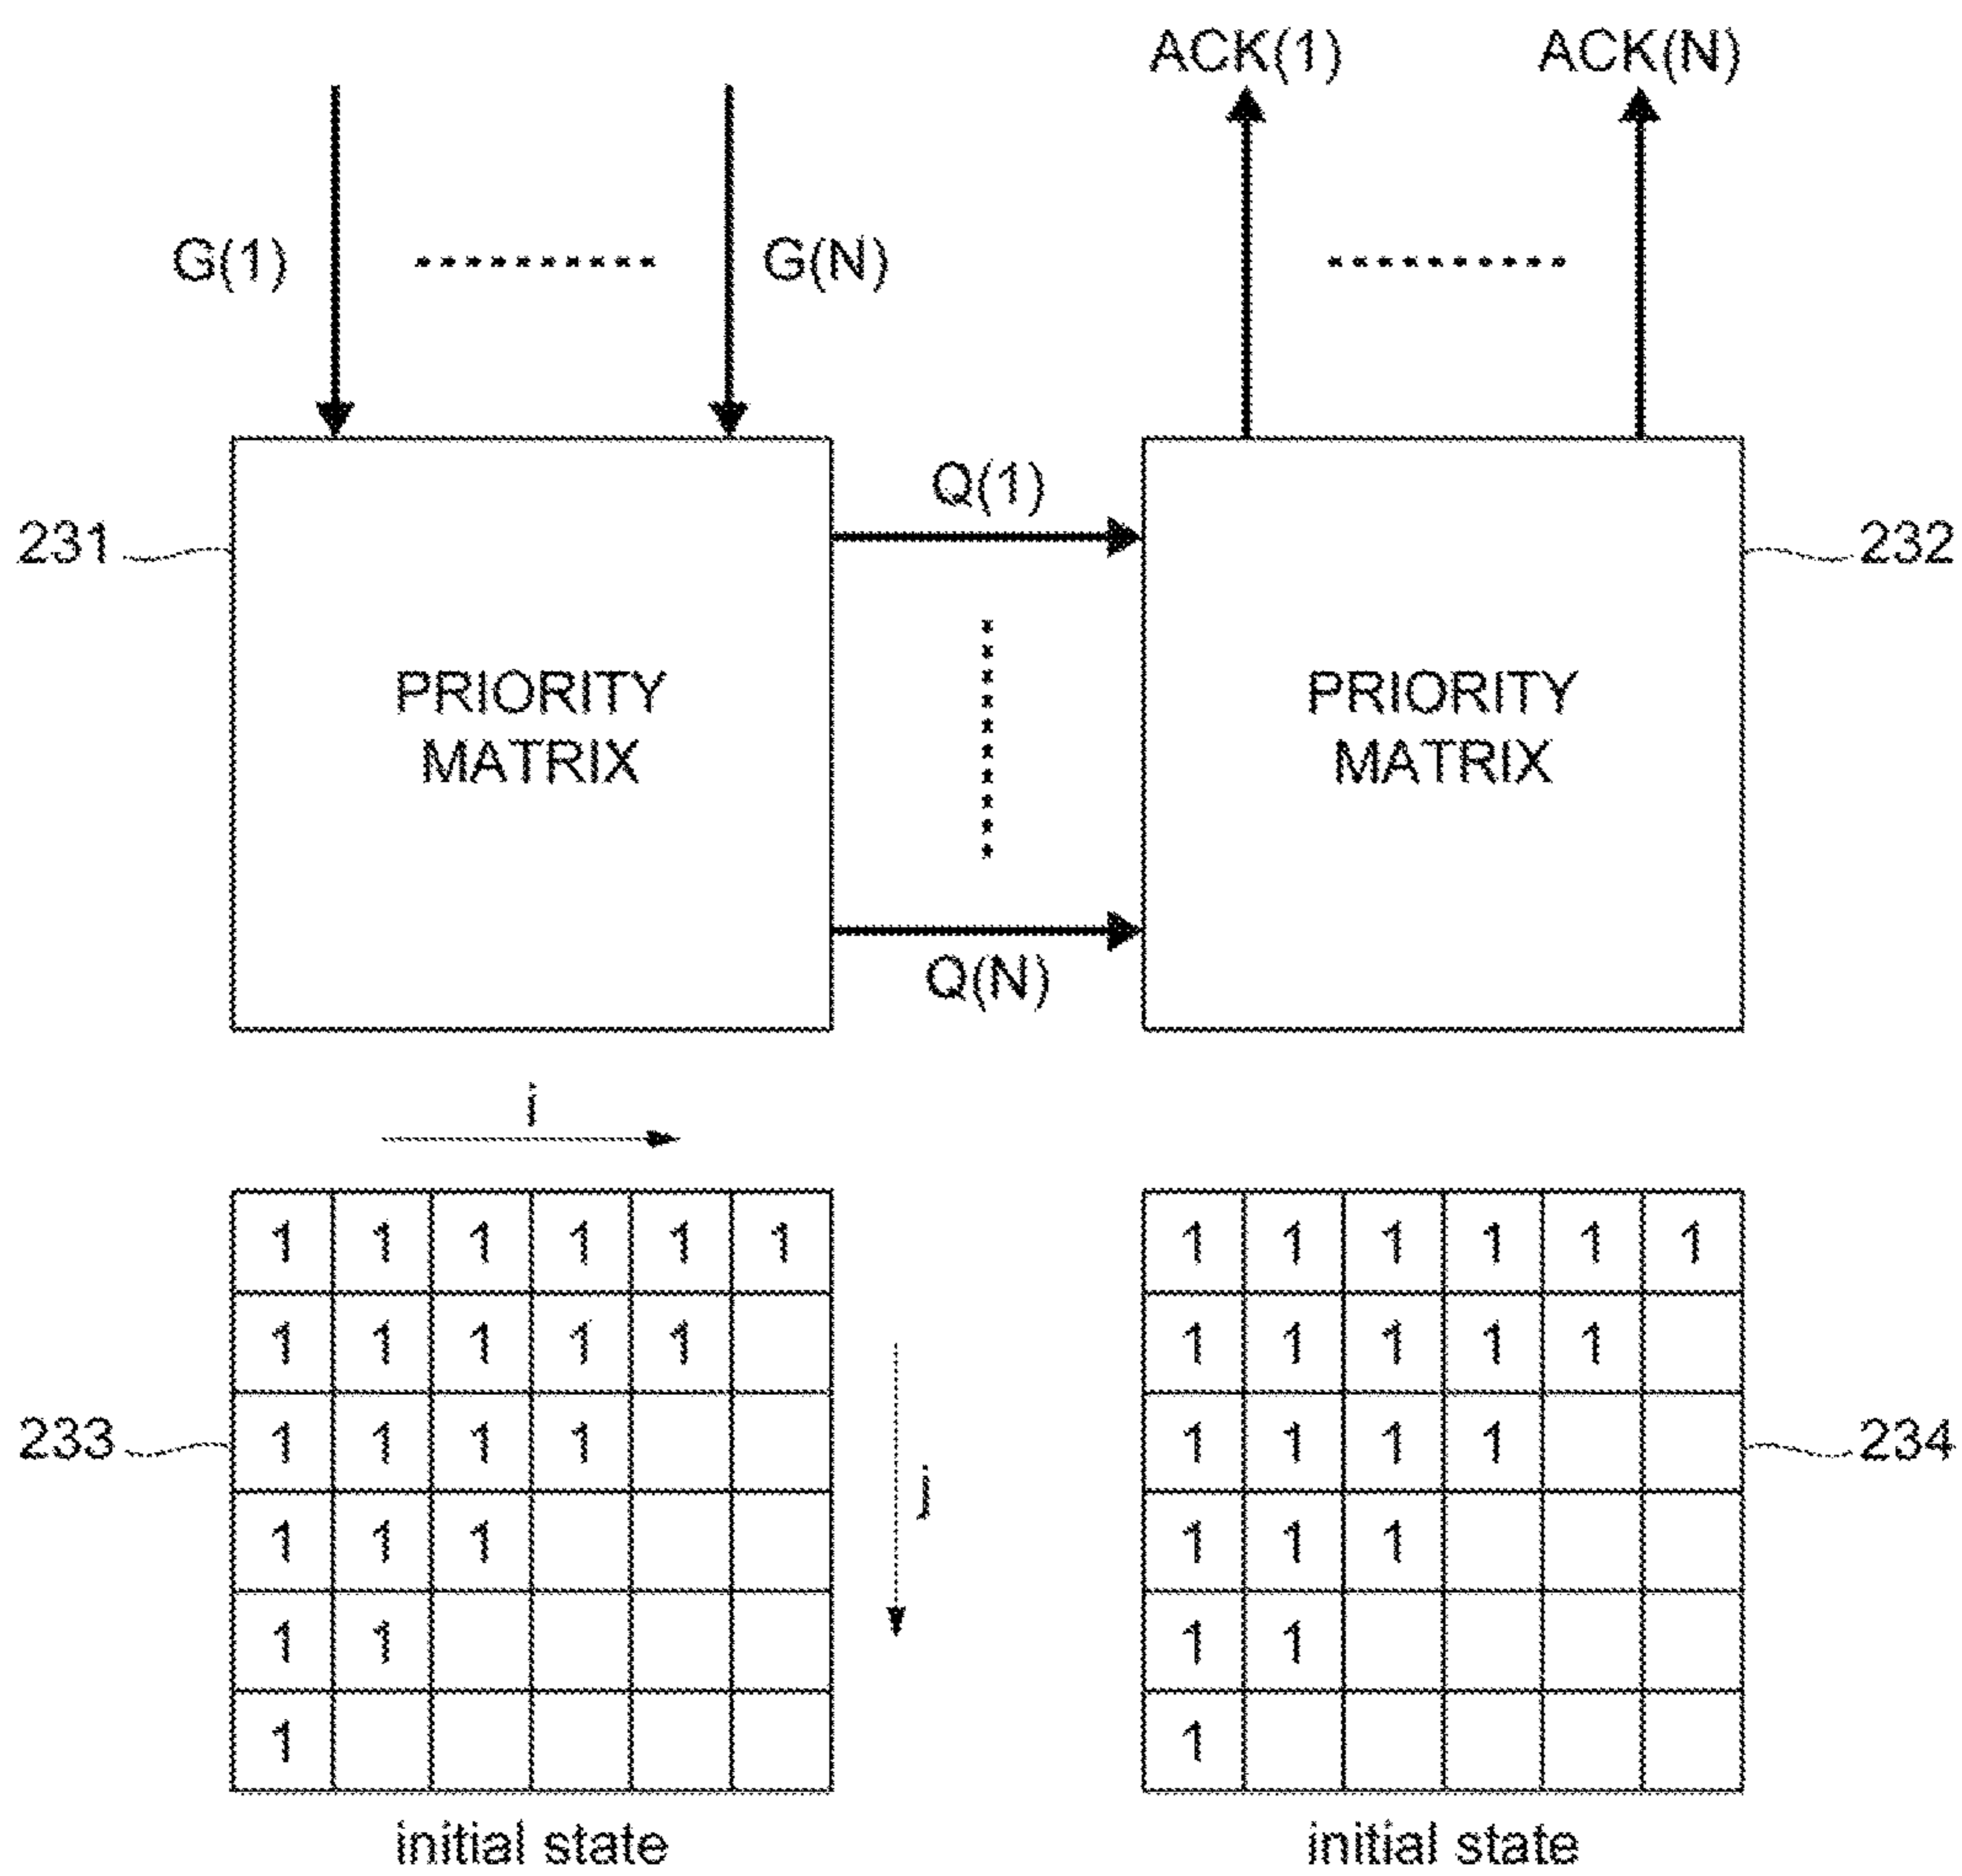 ACK(1) ACK(N)
G(1) G(N)
Q(1)
231 232
PRIORITY MATRIX PRIORITY MATRIX
Q(N)
i
1 1 1 1 1 1 1 1 1 1 1 1
1 1 1 1 1 1 1 1 1 1
233 1 1 1 1 1 1 1 1 234
j
1 1 1 1 1 1
1 1 1 1
1 1
initial state initial state